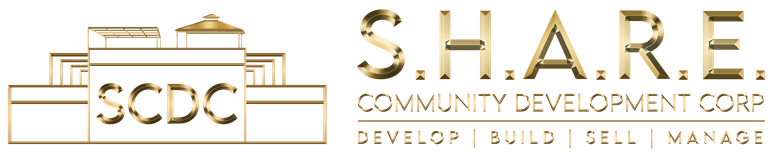 SCDC
S.H.A.R.E.
COMMUNITY DEVELOPMENT CORP
DEVELOP | BUILD | SELL | MANAGE